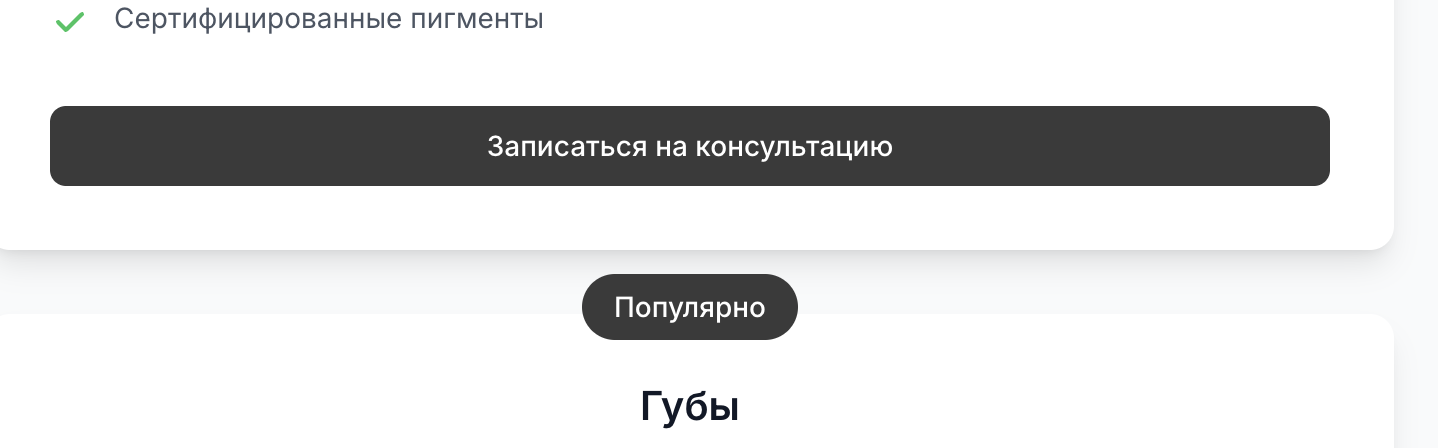 Сертифицированные пигменты
Записаться на консультацию
Популярно
Губы